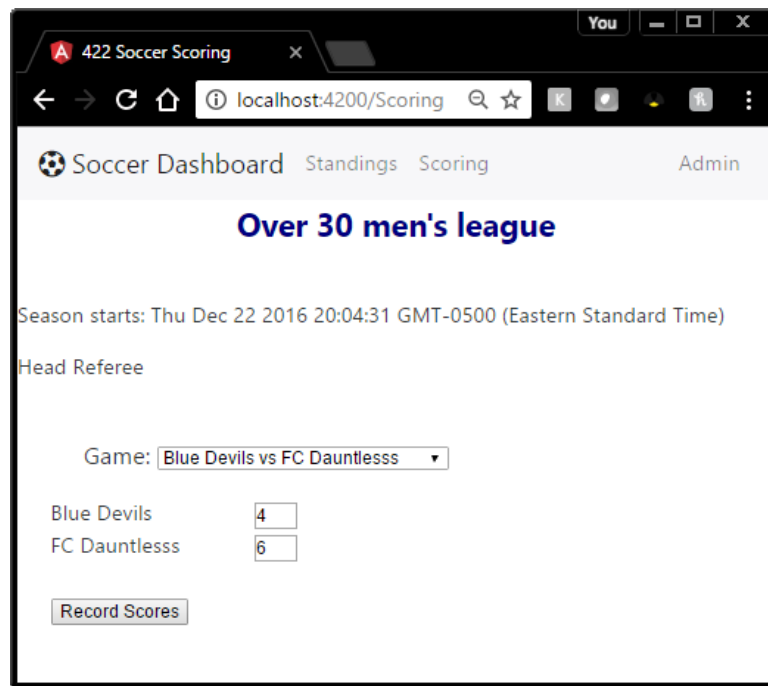 You
422 Soccer Scoring
localhost:4200/Scoring K
Soccer Dashboard Standings Scoring Admin
Over 30 men's league
Season starts: Thu Dec 22 2016 20:04:31 GMT-0500 (Eastern Standard Time)
Head Referee
Game: Blue Devils vs FC Dauntlesss
Blue Devils 4
FC Dauntlesss 6
Record Scores